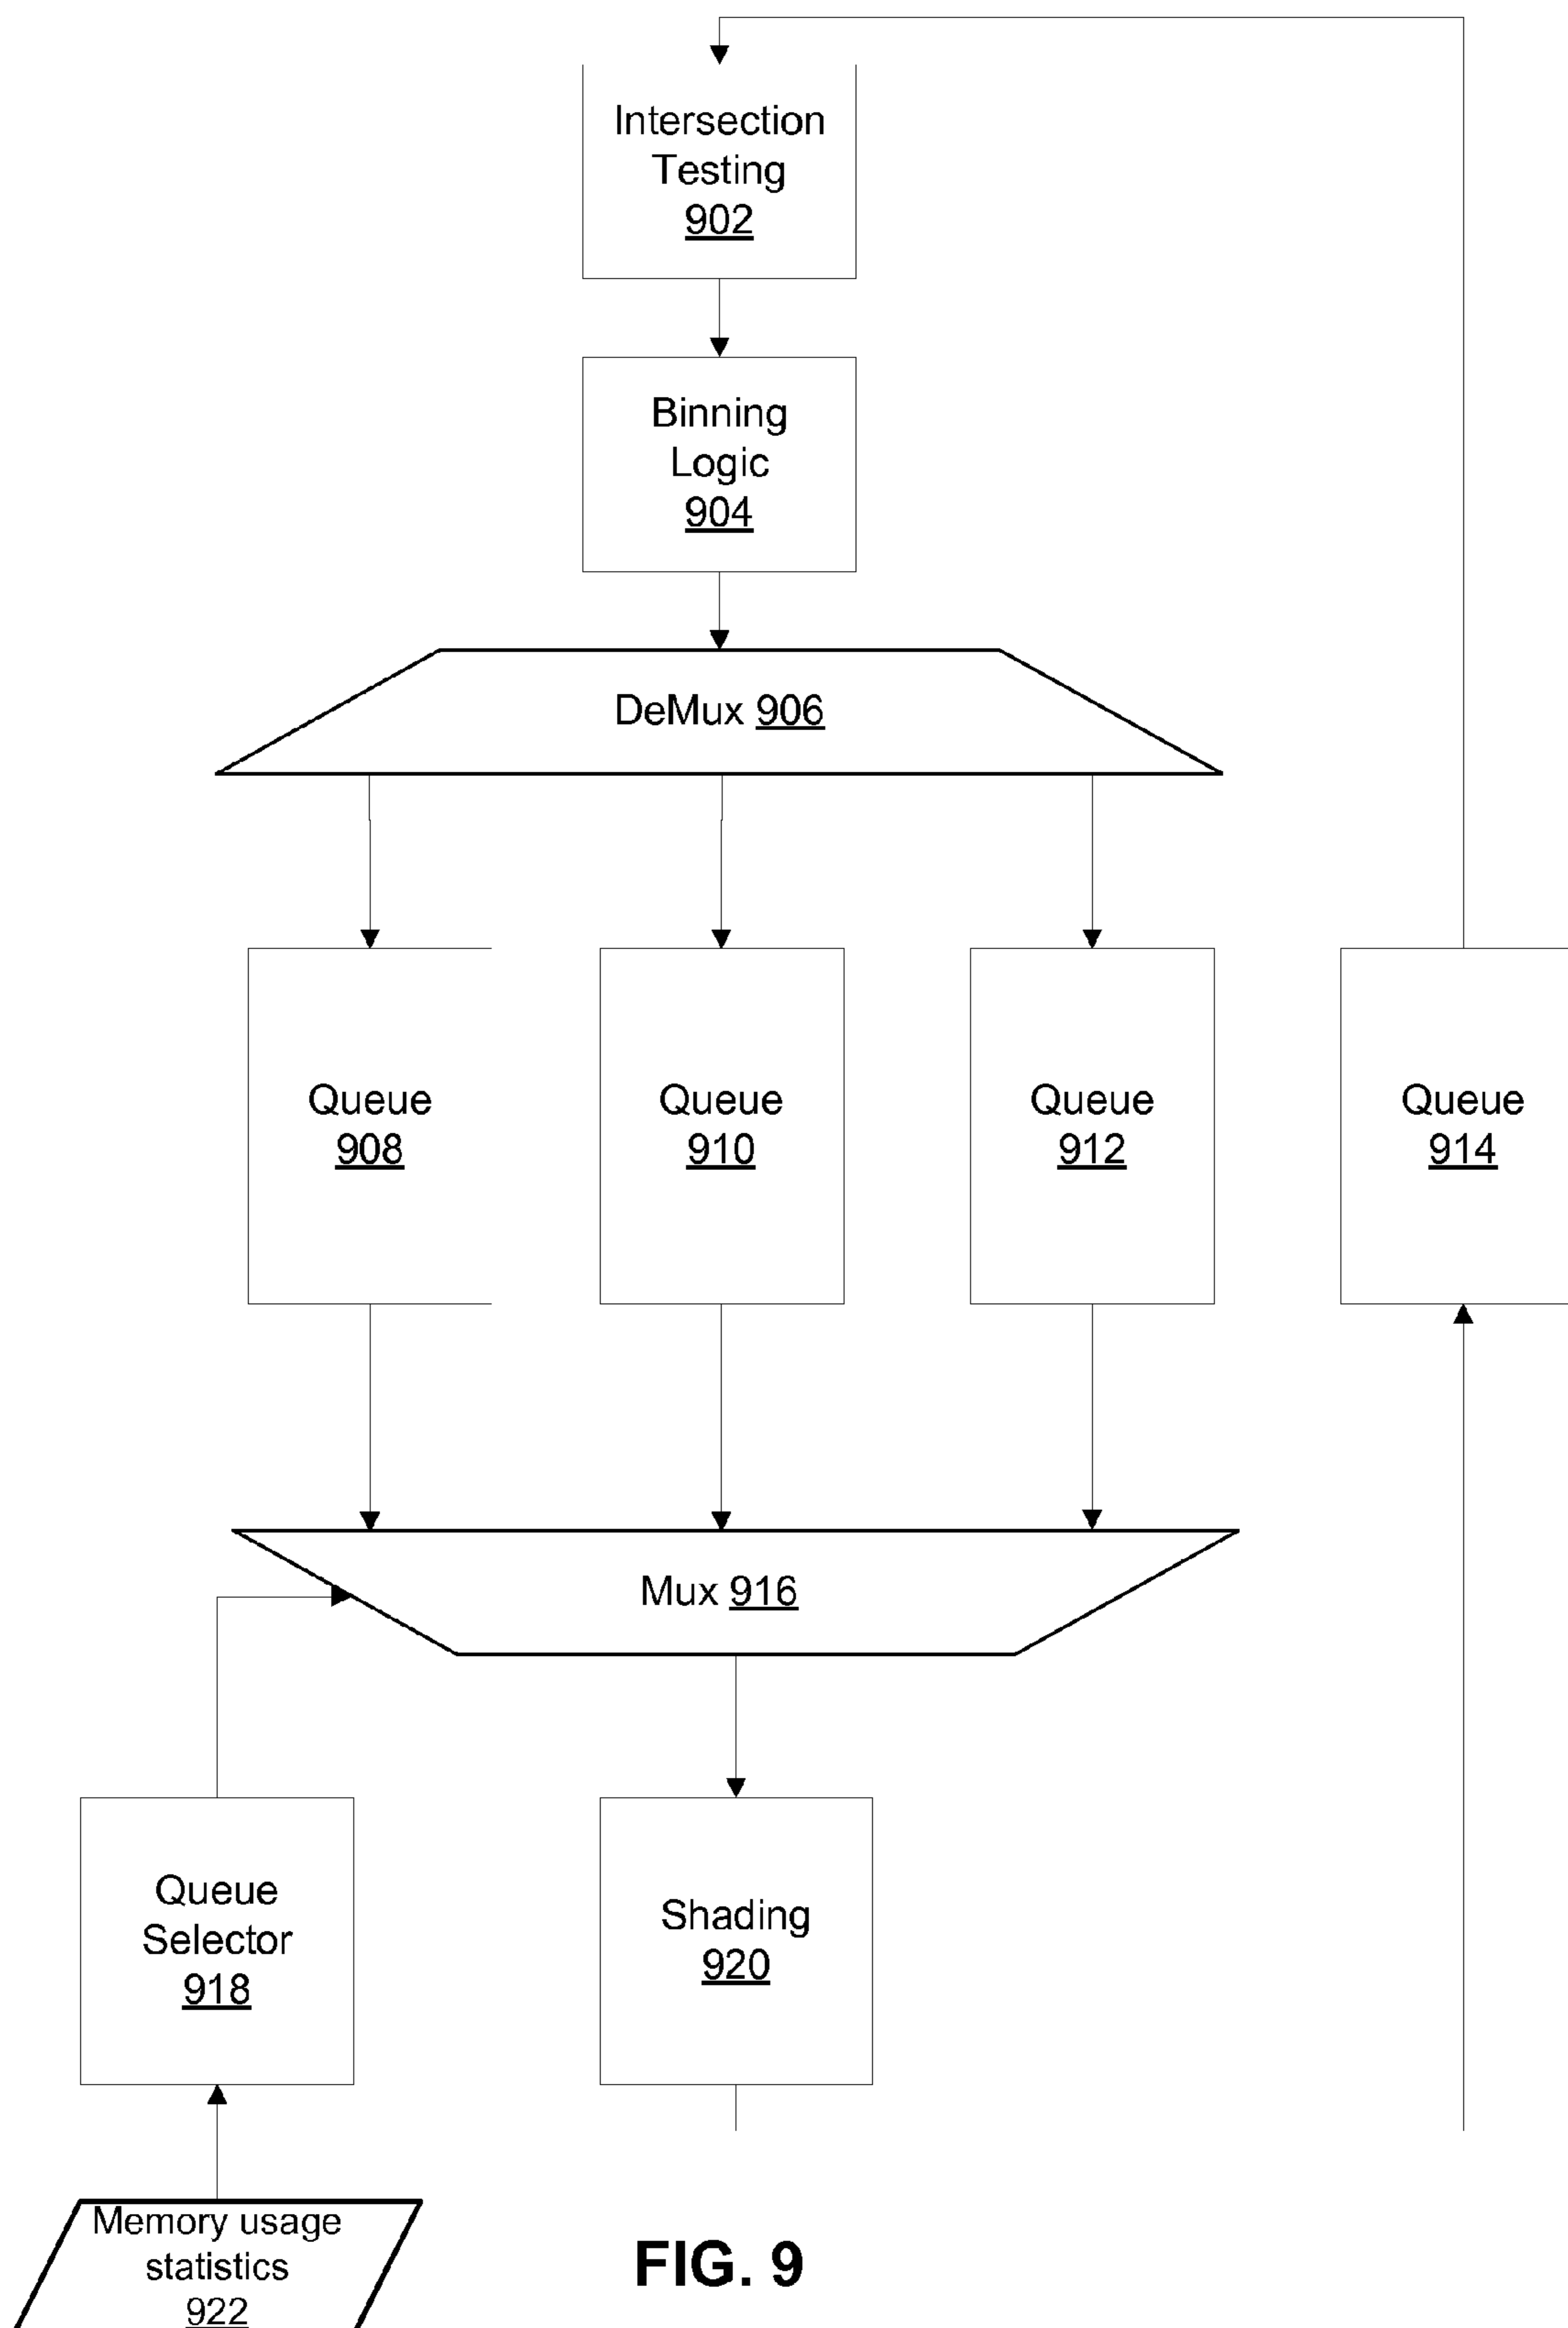 Intersection
Testing
902
Binning
Logic
904
DeMux 906
Queue
908
Queue
910
Queue
912
Queue
914
Mux 916
Queue
Selector
918
Shading
920
Memory usage
statistics
922
FIG. 9